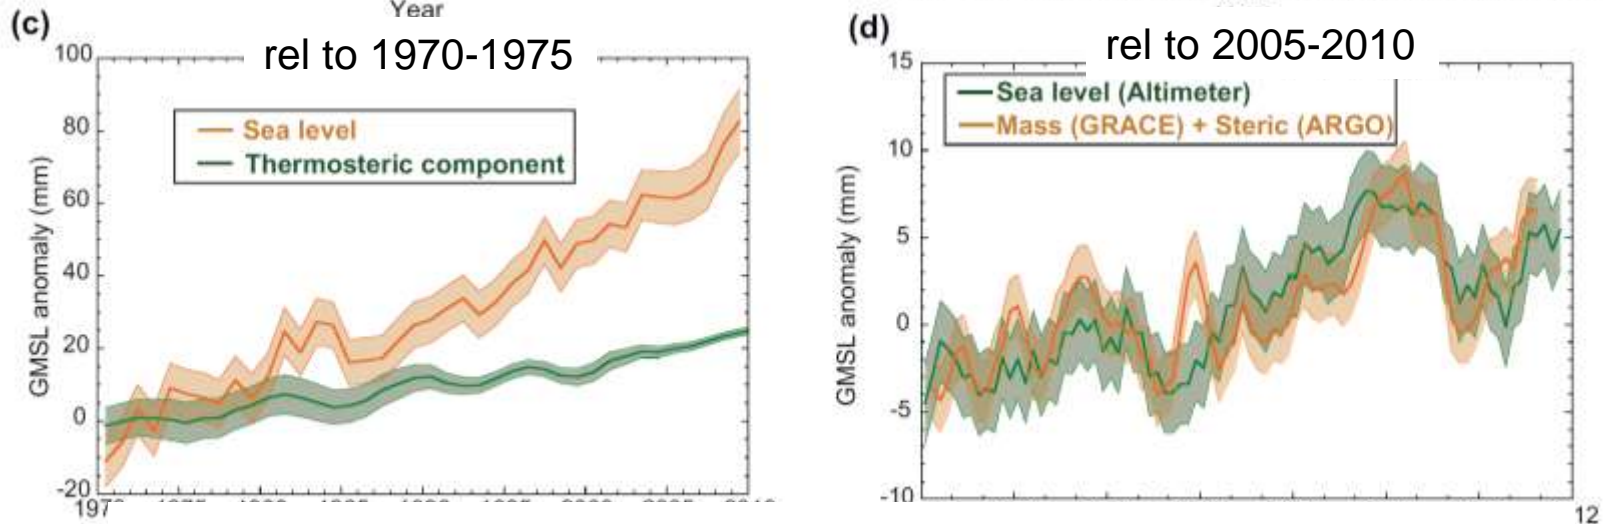 Year
(c)
rel to 1970-1975
100
80
60
40
20
0
-20
GMSL anomaly (mm)
Sea level
Thermosteric component
(d)
rel to 2005-2010
15
10
5
0
-5
-10
GMSL anomaly (mm)
Sea level (Altimeter)
Mass (GRACE) + Steric (ARGO)
12